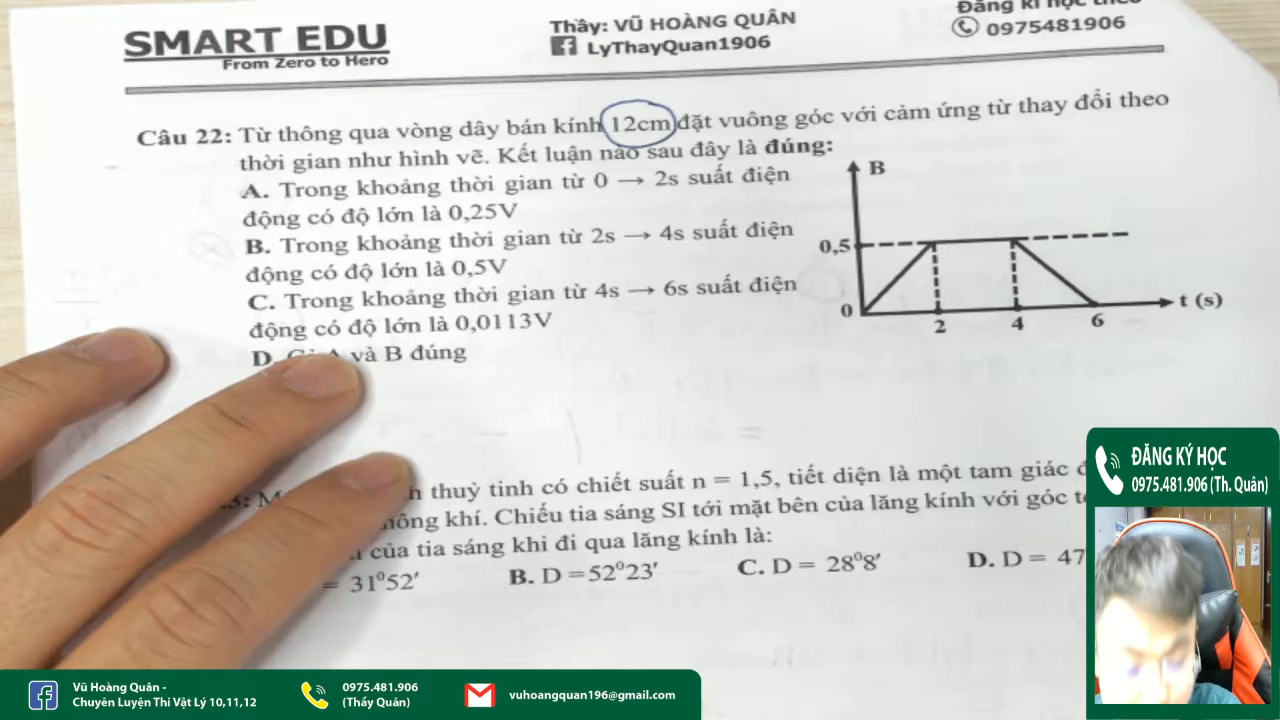 SMART EDU
From Zero to Hero
Thầy: VŨ HOÀNG QUÂN
LyThayQuan1906
Đăng kí học theo
0975481906
Câu 22: Từ thông qua vòng dây bán kính 12cm đặt vuông góc với cảm ứng từ thay đổi theo
thời gian như hình vẽ. Kết luận nào sau đây là đúng:
A. Trong khoảng thời gian từ 0 → 2s suất điện
động có độ lớn là 0,25V
B. Trong khoảng thời gian từ 2s → 4s suất điện
động có độ lớn là 0,5V
C. Trong khoảng thời gian từ 4s → 6s suất điện
động có độ lớn là 0,0113V
D. và B đúng
B
0,5
0
2
4
6
t (s)
thuỷ tinh có chiết suất n = 1,5, tiết diện là một tam giác
không khí. Chiếu tia sáng SI tới mặt bên của lăng kính với góc
của tia sáng khi đi qua lăng kính là:
= 31⁰52′
B. D =52⁰23′
C. D = 28⁰8′
D. D = 47
ĐĂNG KÝ HỌC
0975.481.906 (Th. Quân)
Vũ Hoàng Quân -
Chuyên Luyện Thi Vật Lý 10,11,12
0975.481.906
(Thầy Quân)
vuhoangquan196@gmail.com